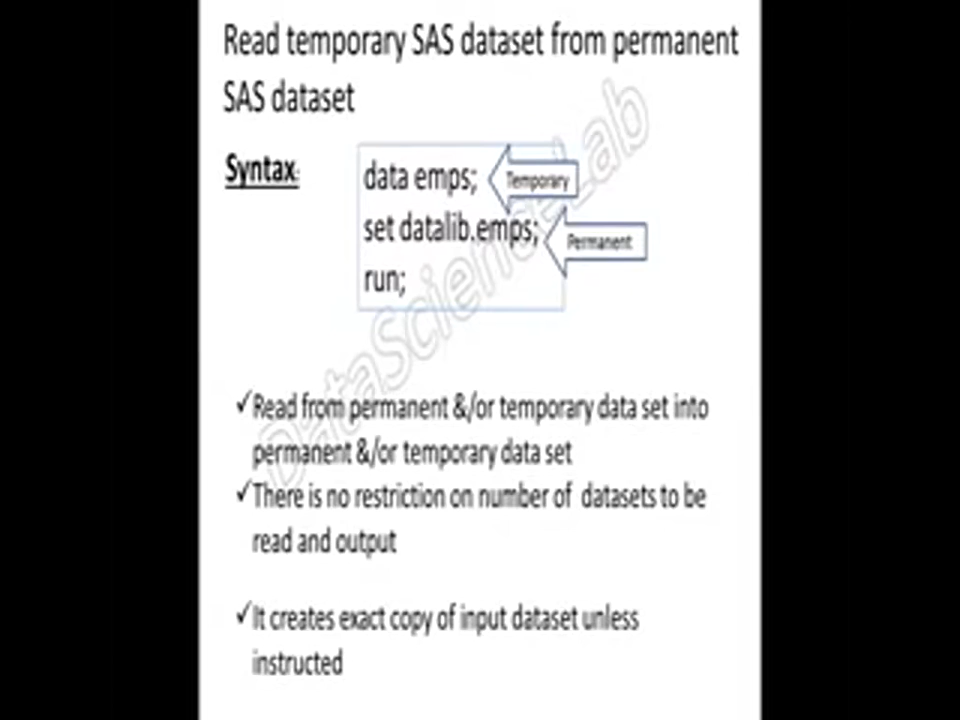 Read temporary SAS dataset from permanent
SAS dataset
Syntax:
data emps;
Temporary
set datalib.emps;
Permanent
run;
DataScienceLab
✓Read from permanent &/or temporary data set into
permanent &/or temporary data set
✓There is no restriction on number of datasets to be
read and output
✓It creates exact copy of input dataset unless
instructed